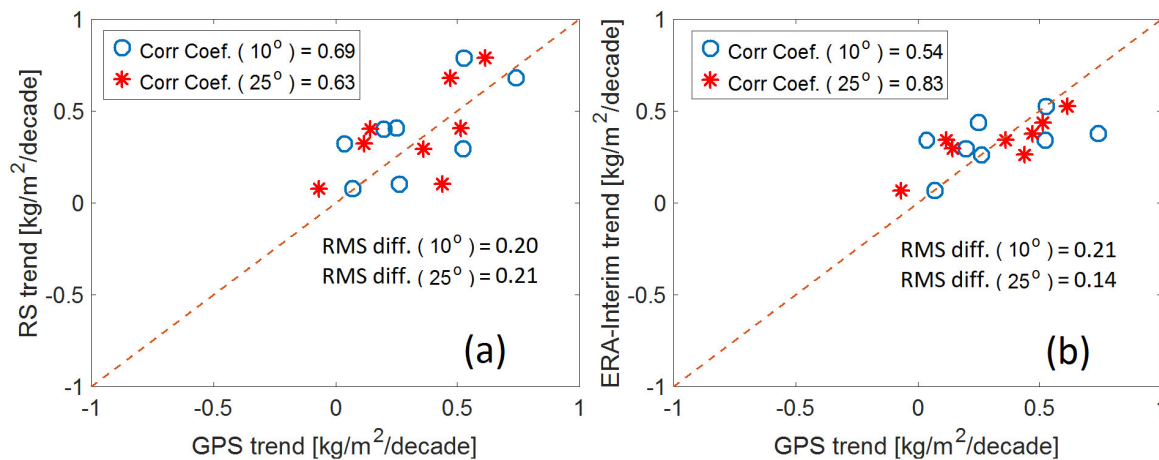 Corr Coef. ( 10° ) = 0.69
Corr Coef. ( 25° ) = 0.63
1
0.5
0
-0.5
-1
RS trend [kg/m²/decade]
RMS diff. ( 10° ) = 0.20
RMS diff. ( 25° ) = 0.21
(a)
-1 -0.5 0 0.5 1
GPS trend [kg/m²/decade]
Corr Coef. ( 10° ) = 0.54
Corr Coef. ( 25° ) = 0.83
1
0.5
0
-0.5
-1
ERA-Interim trend [kg/m²/decade]
RMS diff. ( 10° ) = 0.21
RMS diff. ( 25° ) = 0.14
(b)
-1 -0.5 0 0.5 1
GPS trend [kg/m²/decade]